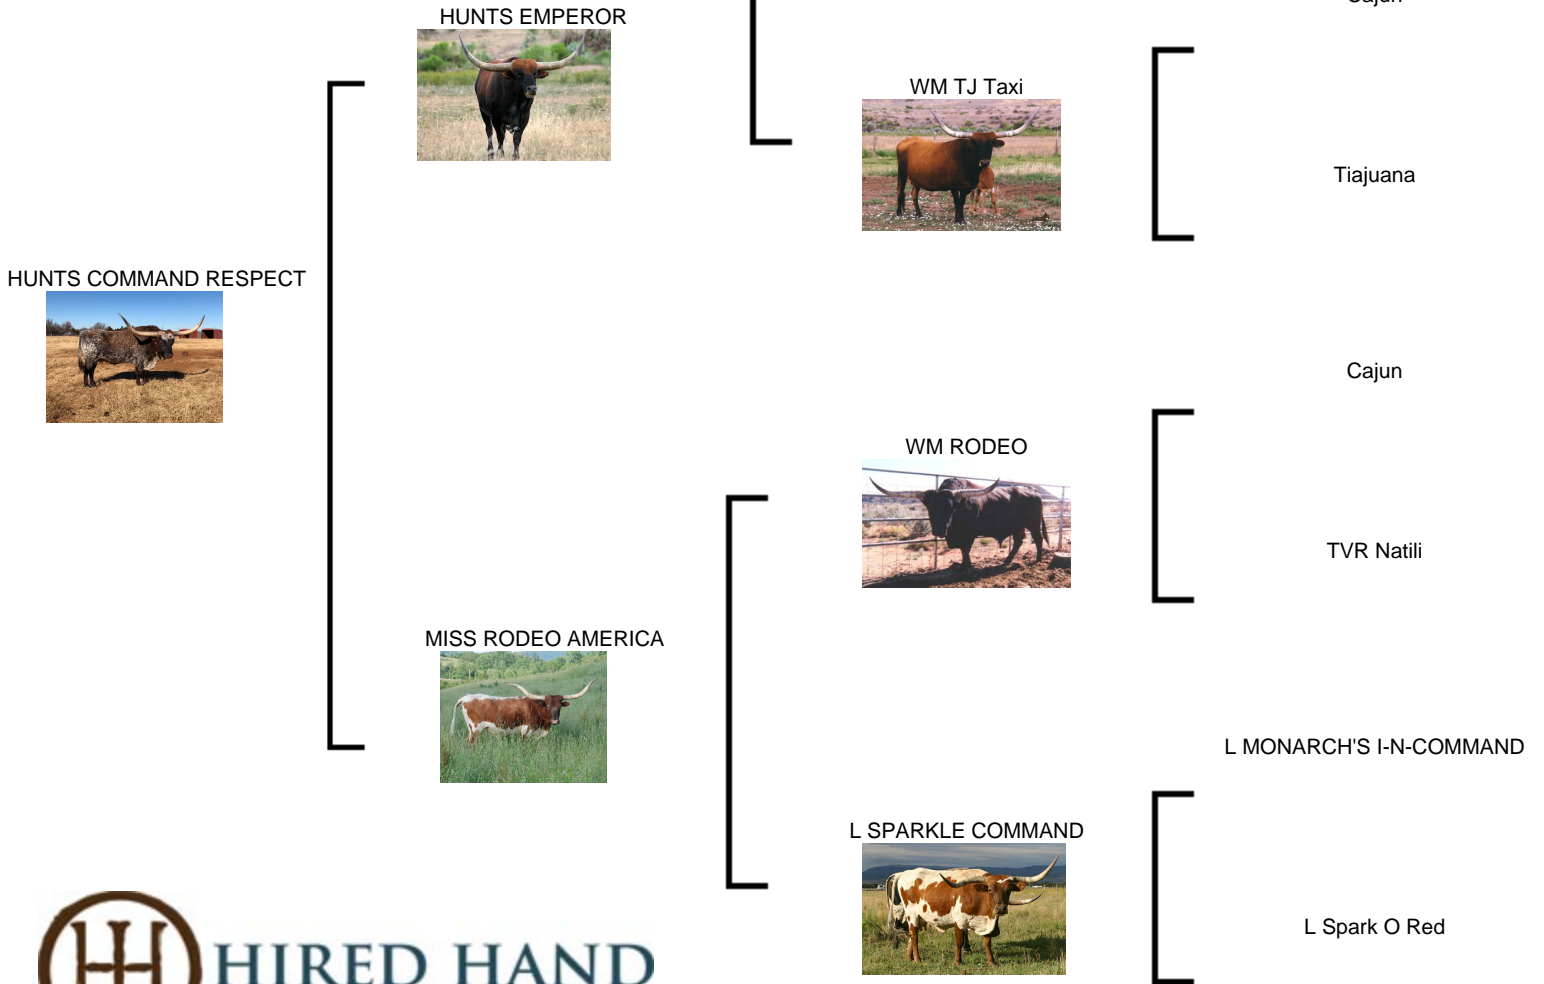 Cajun
HUNTS EMPEROR
WM TJ Taxi
Tiajuana
HUNTS COMMAND RESPECT
Cajun
WM RODEO
TVR Natili
MISS RODEO AMERICA
L MONARCH'S I-N-COMMAND
L SPARKLE COMMAND
L Spark O Red
HIRED HAND